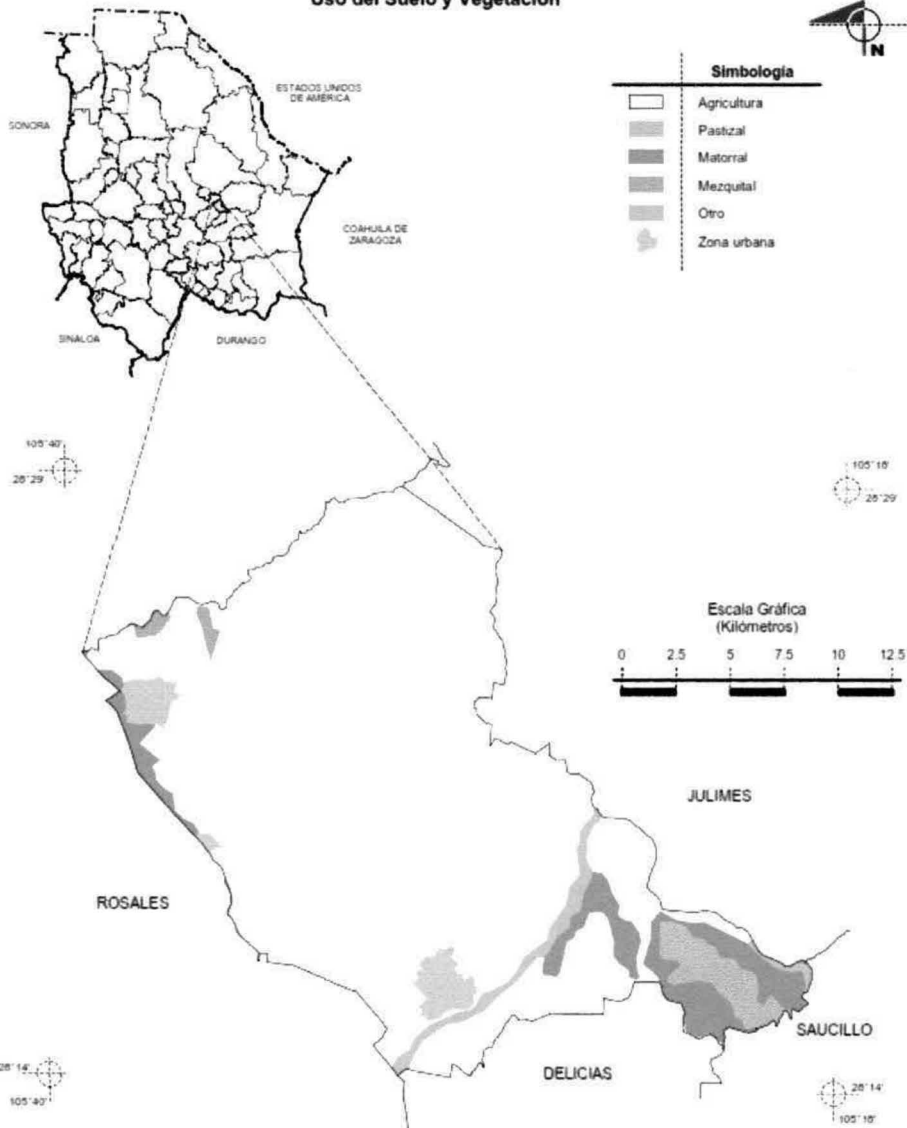 Uso del Suelo y Vegetación
N
ESTADOS UNIDOS
DE AMÉRICA
SONORA
COAHUILA DE
ZARAGOZA
SINALOA
DURANGO
Simbología
Agricultura
Pastizal
Matorral
Mezquital
Otro
Zona urbana
105°40'
28°29'
105°18'
28°29'
Escala Gráfica
(Kilómetros)
0 2.5 5 7.5 10 12.5
JULIMES
ROSALES
SAUCILLO
DELICIAS
28°14'
105°40'
28°14'
105°18'